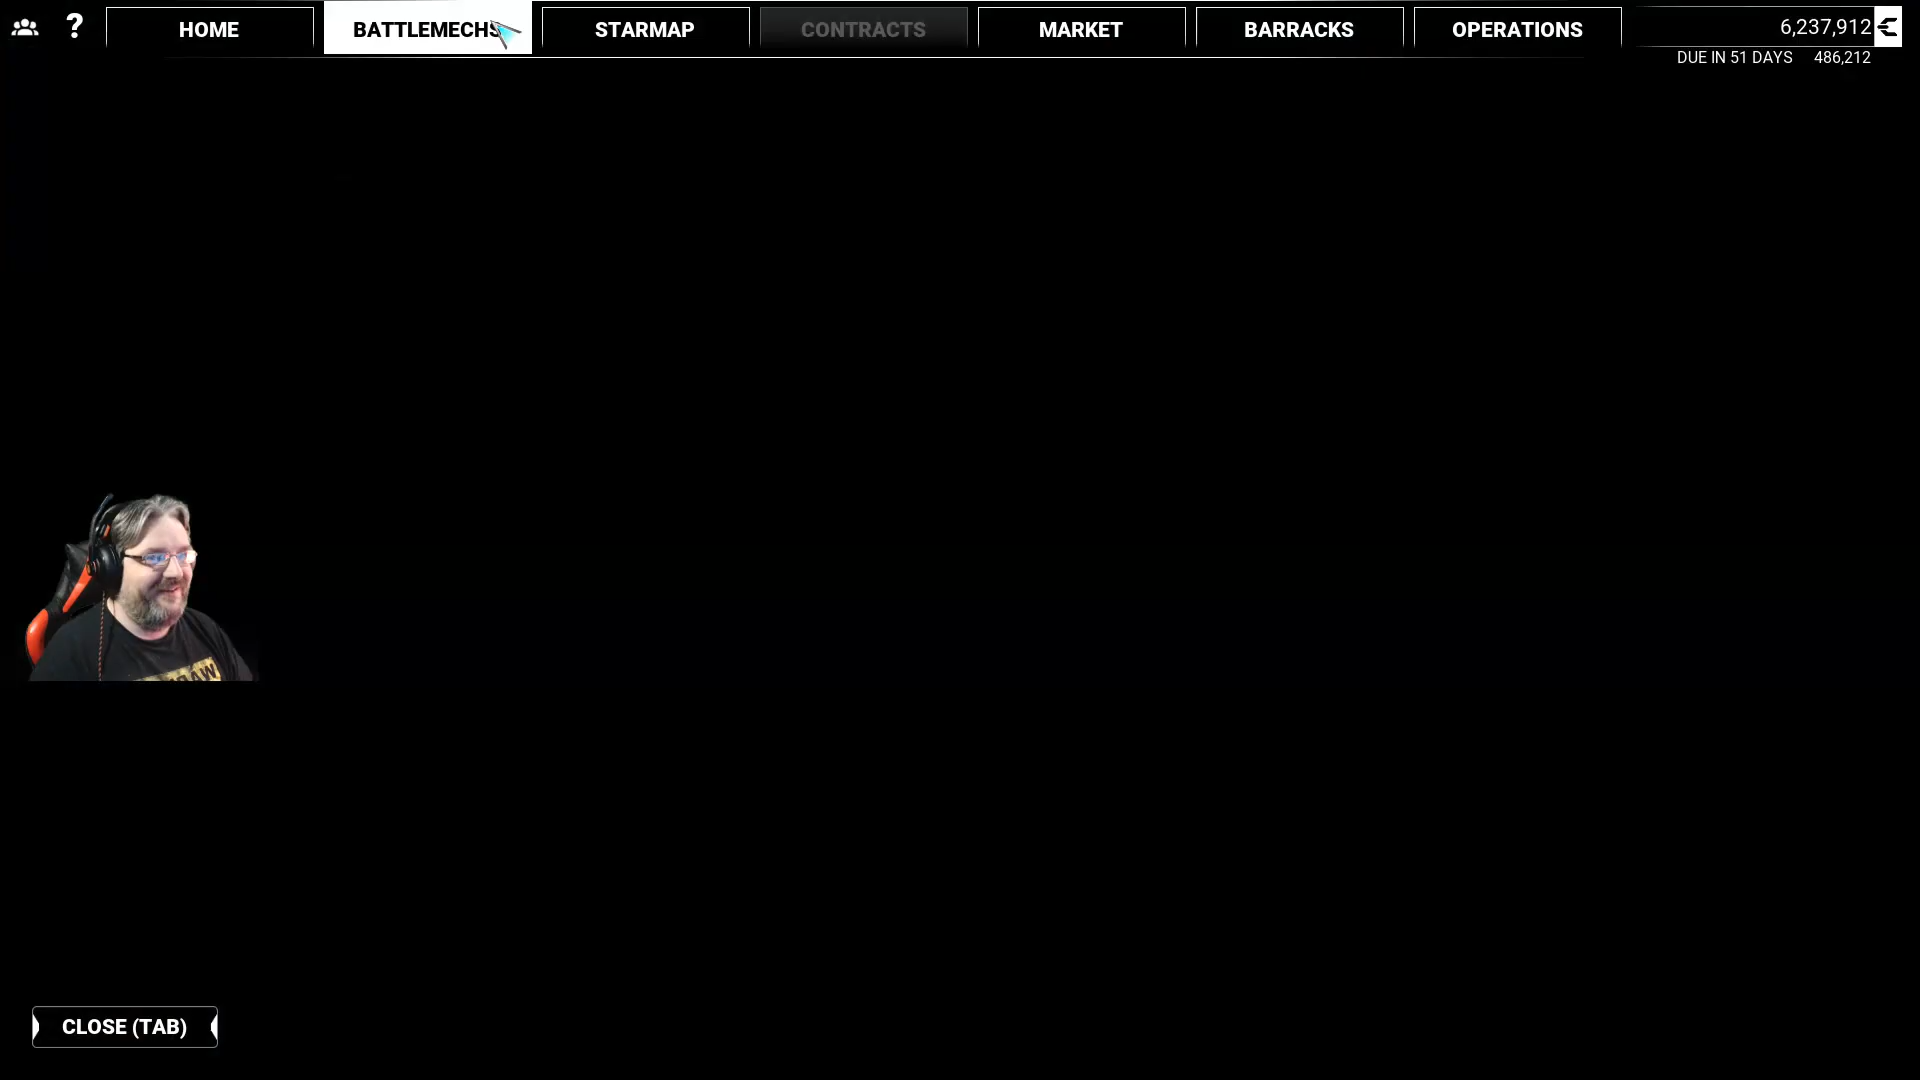 ?
HOME
BATTLEMECHS
STARMAP
CONTRACTS
MARKET
BARRACKS
OPERATIONS
6,237,912
DUE IN 51 DAYS 486,212
CLOSE (TAB)